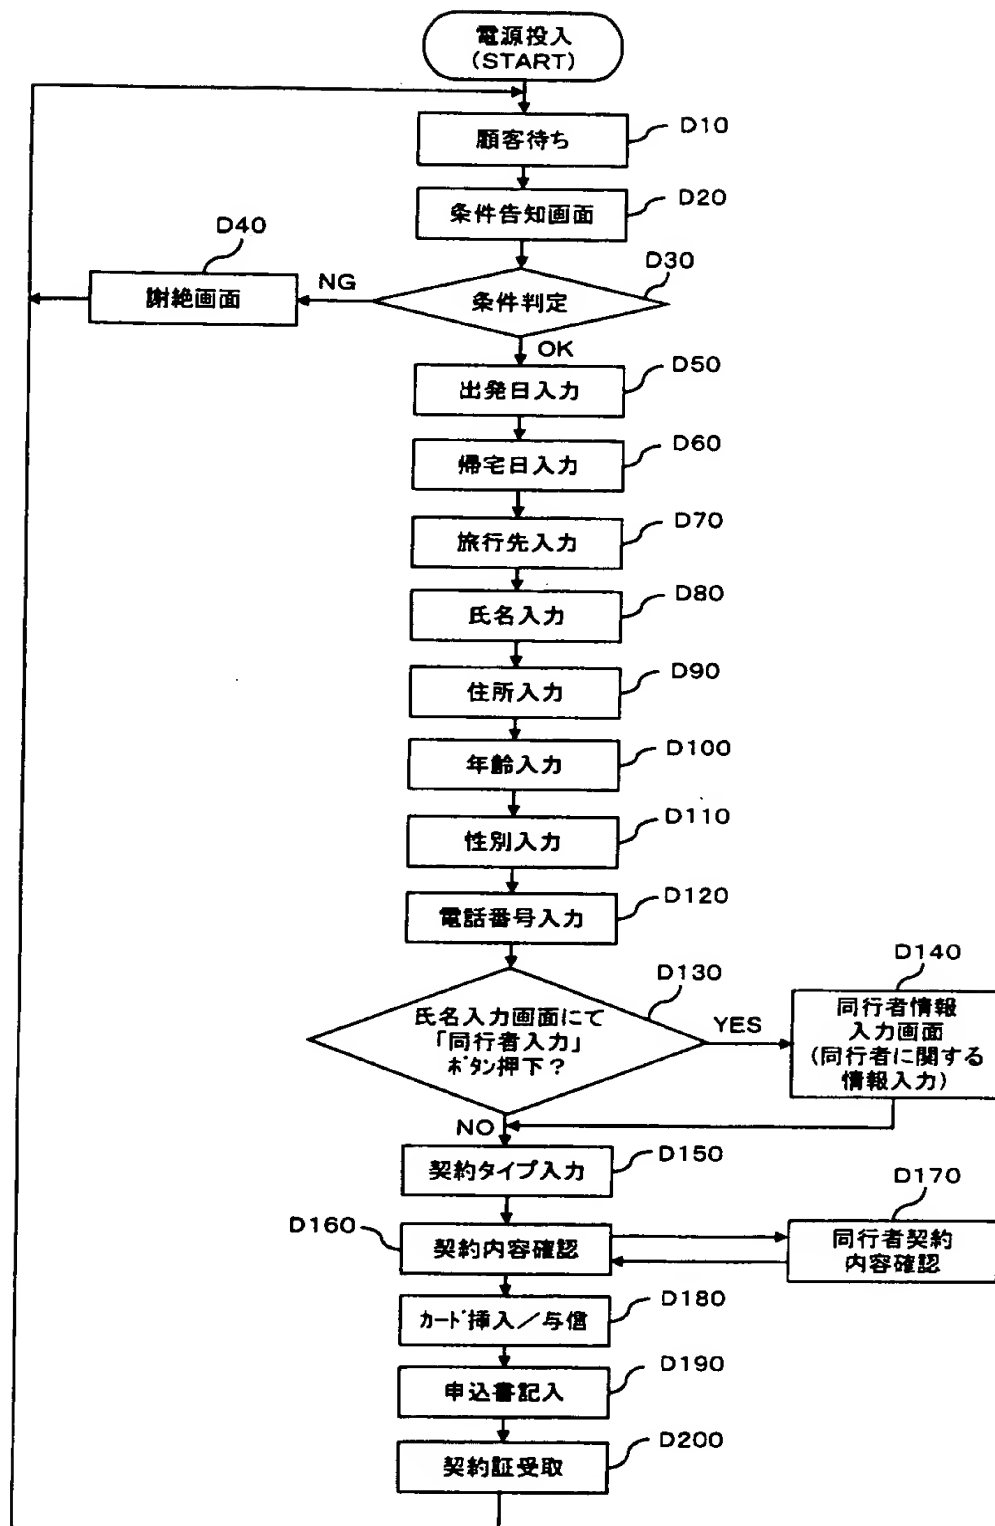 電源投入
(START)
顧客待ち
D10
条件告知画面
D20
D40
謝絶画面
NG
条件判定
D30
OK
出発日入力
D50
帰宅日入力
D60
旅行先入力
D70
氏名入力
D80
住所入力
D90
年齢入力
D100
性別入力
D110
電話番号入力
D120
氏名入力画面にて
「同行者入力」
ボタン押下？
D130
YES
D140
同行者情報
入力画面
(同行者に関する
情報入力)
NO
契約タイプ入力
D150
D160
契約内容確認
D170
同行者契約
内容確認
カード挿入／与信
D180
申込書記入
D190
契約証受取
D200